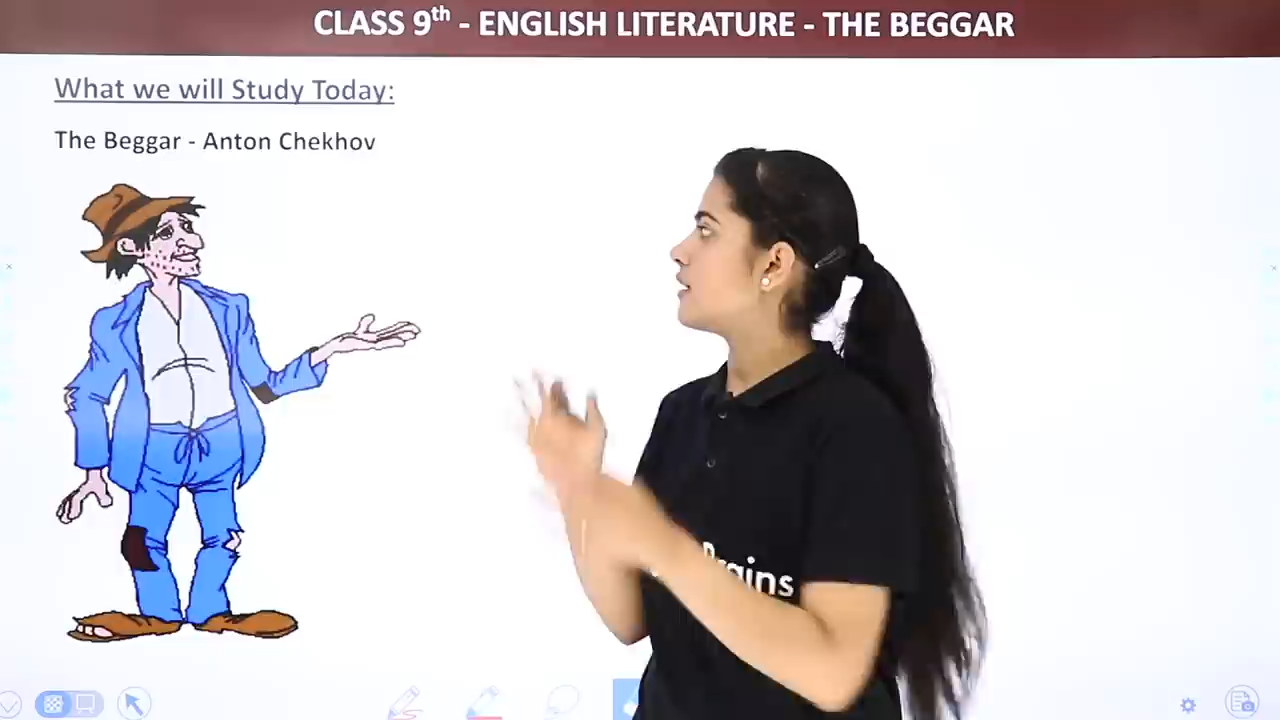 CLASS 9th - ENGLISH LITERATURE - THE BEGGAR
What we will Study Today:
The Beggar - Anton Chekhov